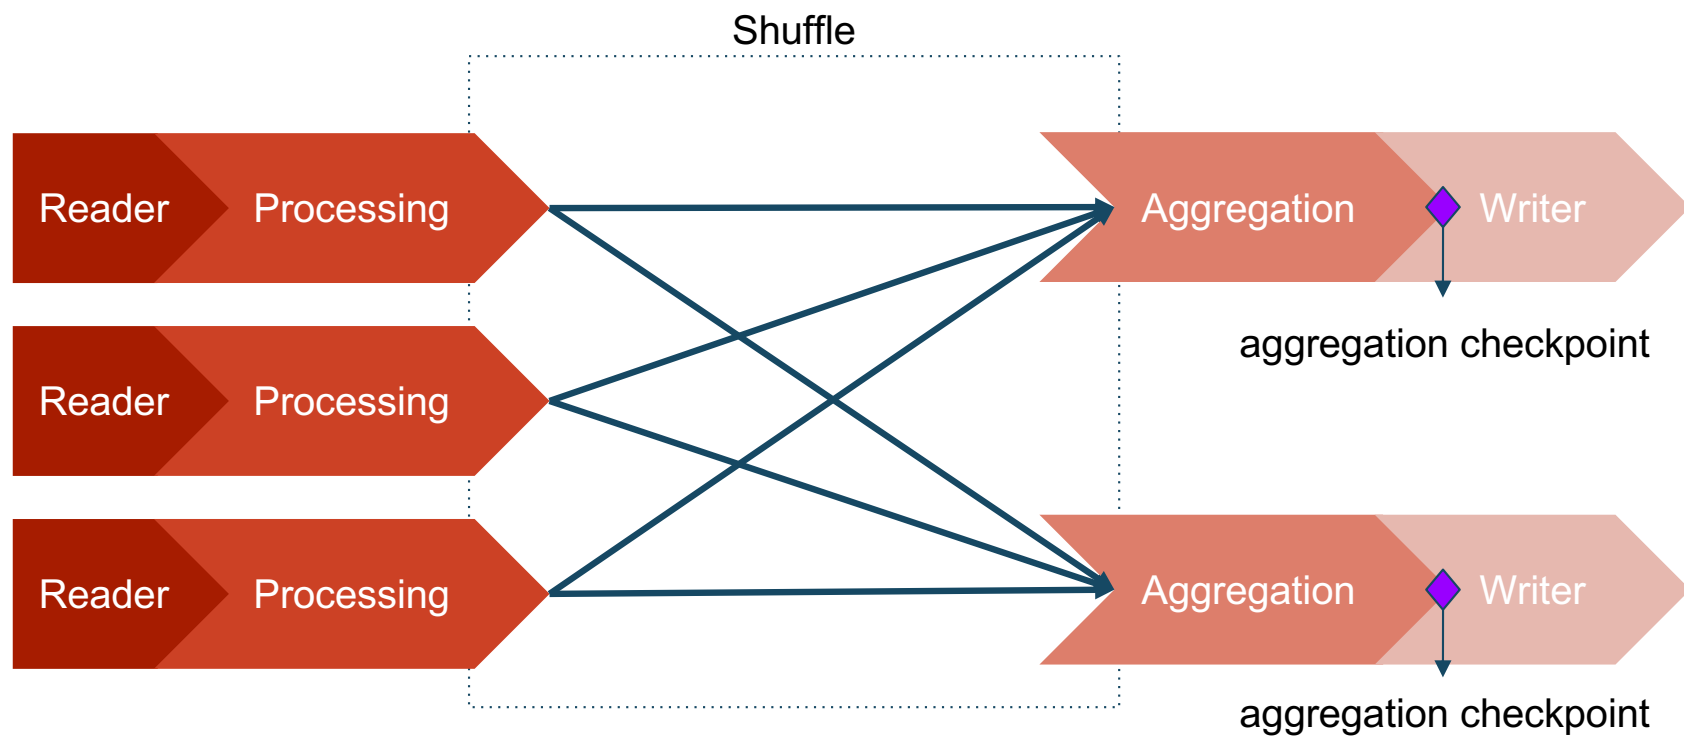 Shuffle
Reader Processing
Aggregation Writer
aggregation checkpoint
Reader Processing
Reader Processing
Aggregation Writer
aggregation checkpoint